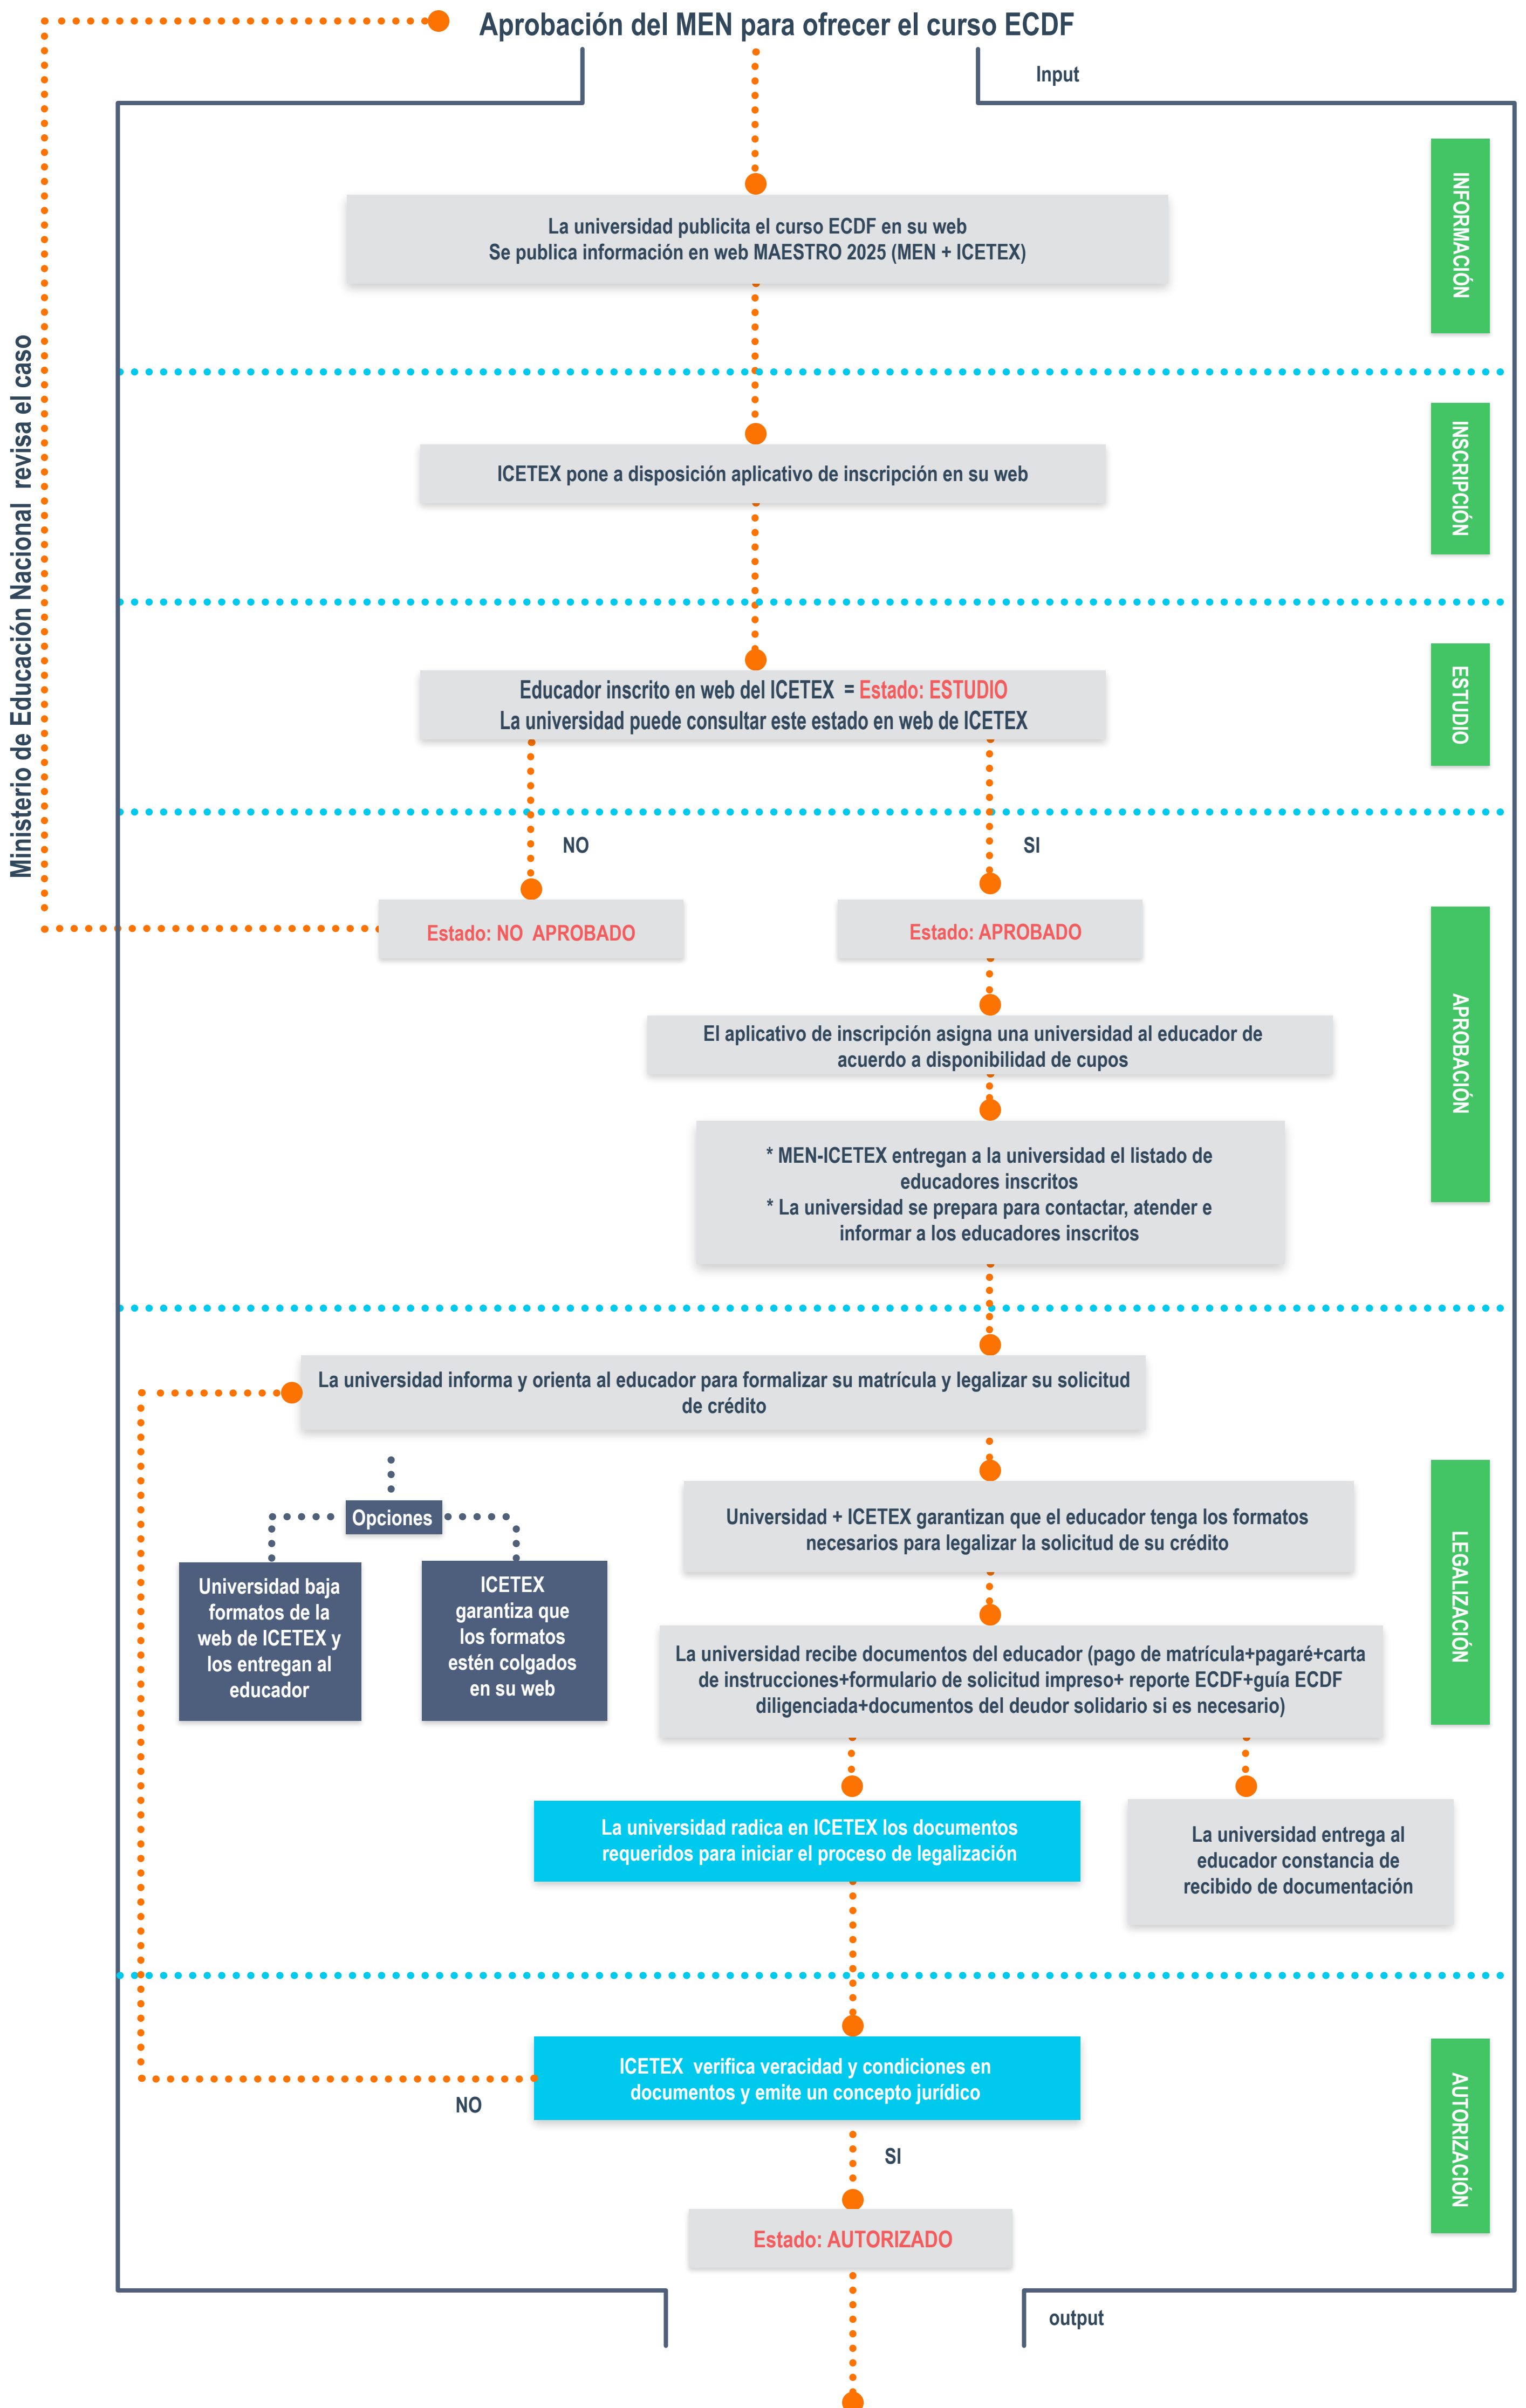 Aprobación del MEN para ofrecer el curso ECDF
Input
INFORMACIÓN
La universidad publicita el curso ECDF en su web
Se publica información en web MAESTRO 2025 (MEN + ICETEX)
Ministerio de Educación Nacional revisa el caso
INSCRIPCIÓN
ICETEX pone a disposición aplicativo de inscripción en su web
ESTUDIO
Educador inscrito en web del ICETEX = Estado: ESTUDIO
La universidad puede consultar este estado en web de ICETEX
NO
SI
APROBACIÓN
Estado: NO APROBADO
Estado: APROBADO
El aplicativo de inscripción asigna una universidad al educador de
acuerdo a disponibilidad de cupos
* MEN-ICETEX entregan a la universidad el listado de
educadores inscritos
* La universidad se prepara para contactar, atender e
informar a los educadores inscritos
La universidad informa y orienta al educador para formalizar su matrícula y legalizar su solicitud
de crédito
LEGALIZACIÓN
Opciones
Universidad baja
formatos de la
web de ICETEX y
los entregan al
educador
ICETEX
garantiza que
los formatos
estén colgados
en su web
Universidad + ICETEX garantizan que el educador tenga los formatos
necesarios para legalizar la solicitud de su crédito
La universidad recibe documentos del educador (pago de matrícula+pagaré+carta
de instrucciones+formulario de solicitud impreso+ reporte ECDF+guía ECDF
diligenciada+documentos del deudor solidario si es necesario)
La universidad radica en ICETEX los documentos
requeridos para iniciar el proceso de legalización
La universidad entrega al
educador constancia de
recibido de documentación
AUTORIZACIÓN
ICETEX verifica veracidad y condiciones en
documentos y emite un concepto jurídico
NO
SI
Estado: AUTORIZADO
output